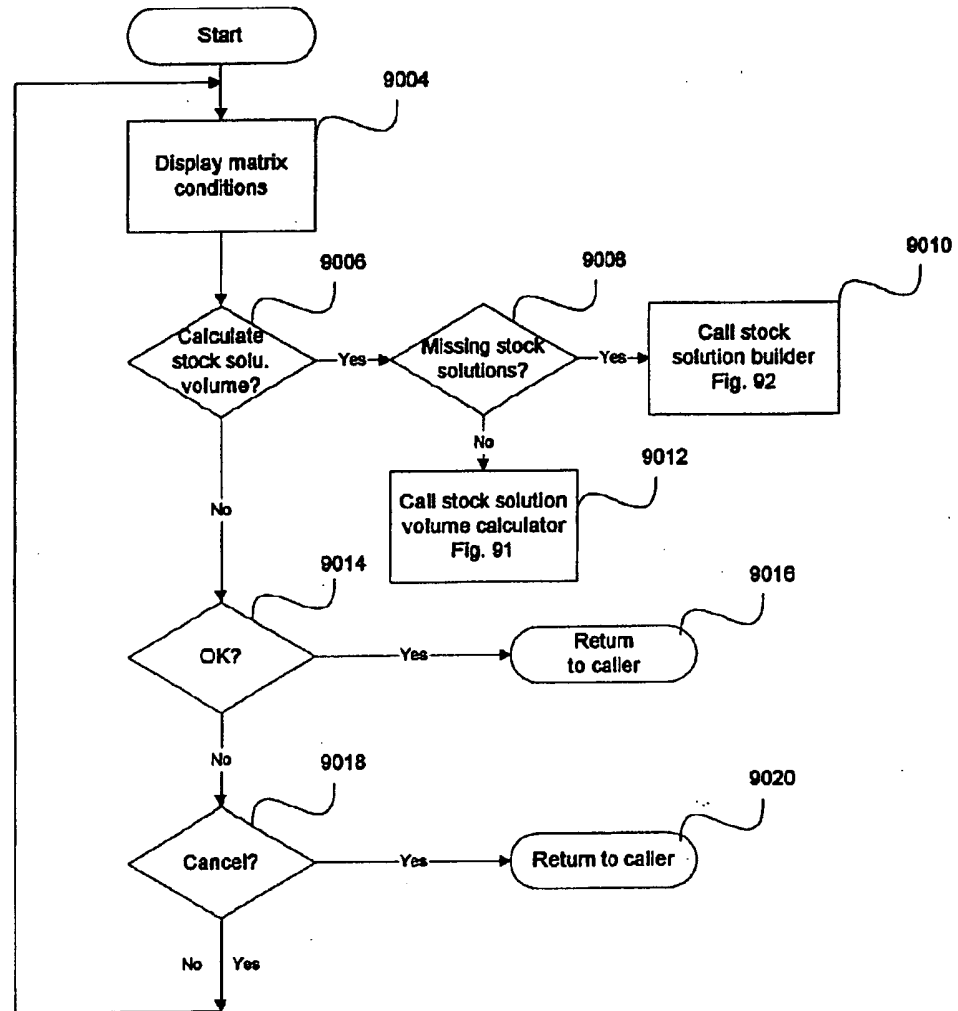 Start
9004
Display matrix
conditions
9006
Calculate
stock solu.
volume?
Yes
9008
Missing stock
solutions?
Yes
9010
Call stock
solution builder
Fig. 92
No
9012
Call stock solution
volume calculator
Fig. 91
No
9014
OK?
Yes
9016
Return
to caller
No
9018
Cancel?
Yes
9020
Return to caller
No Yes